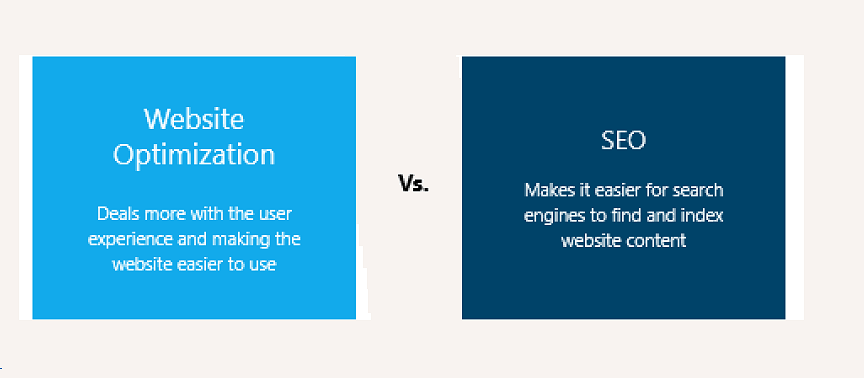 Website
Optimization
Deals more with the user
experience and making the
website easier to use
Vs.
SEO
Makes it easier for search
engines to find and index
website content